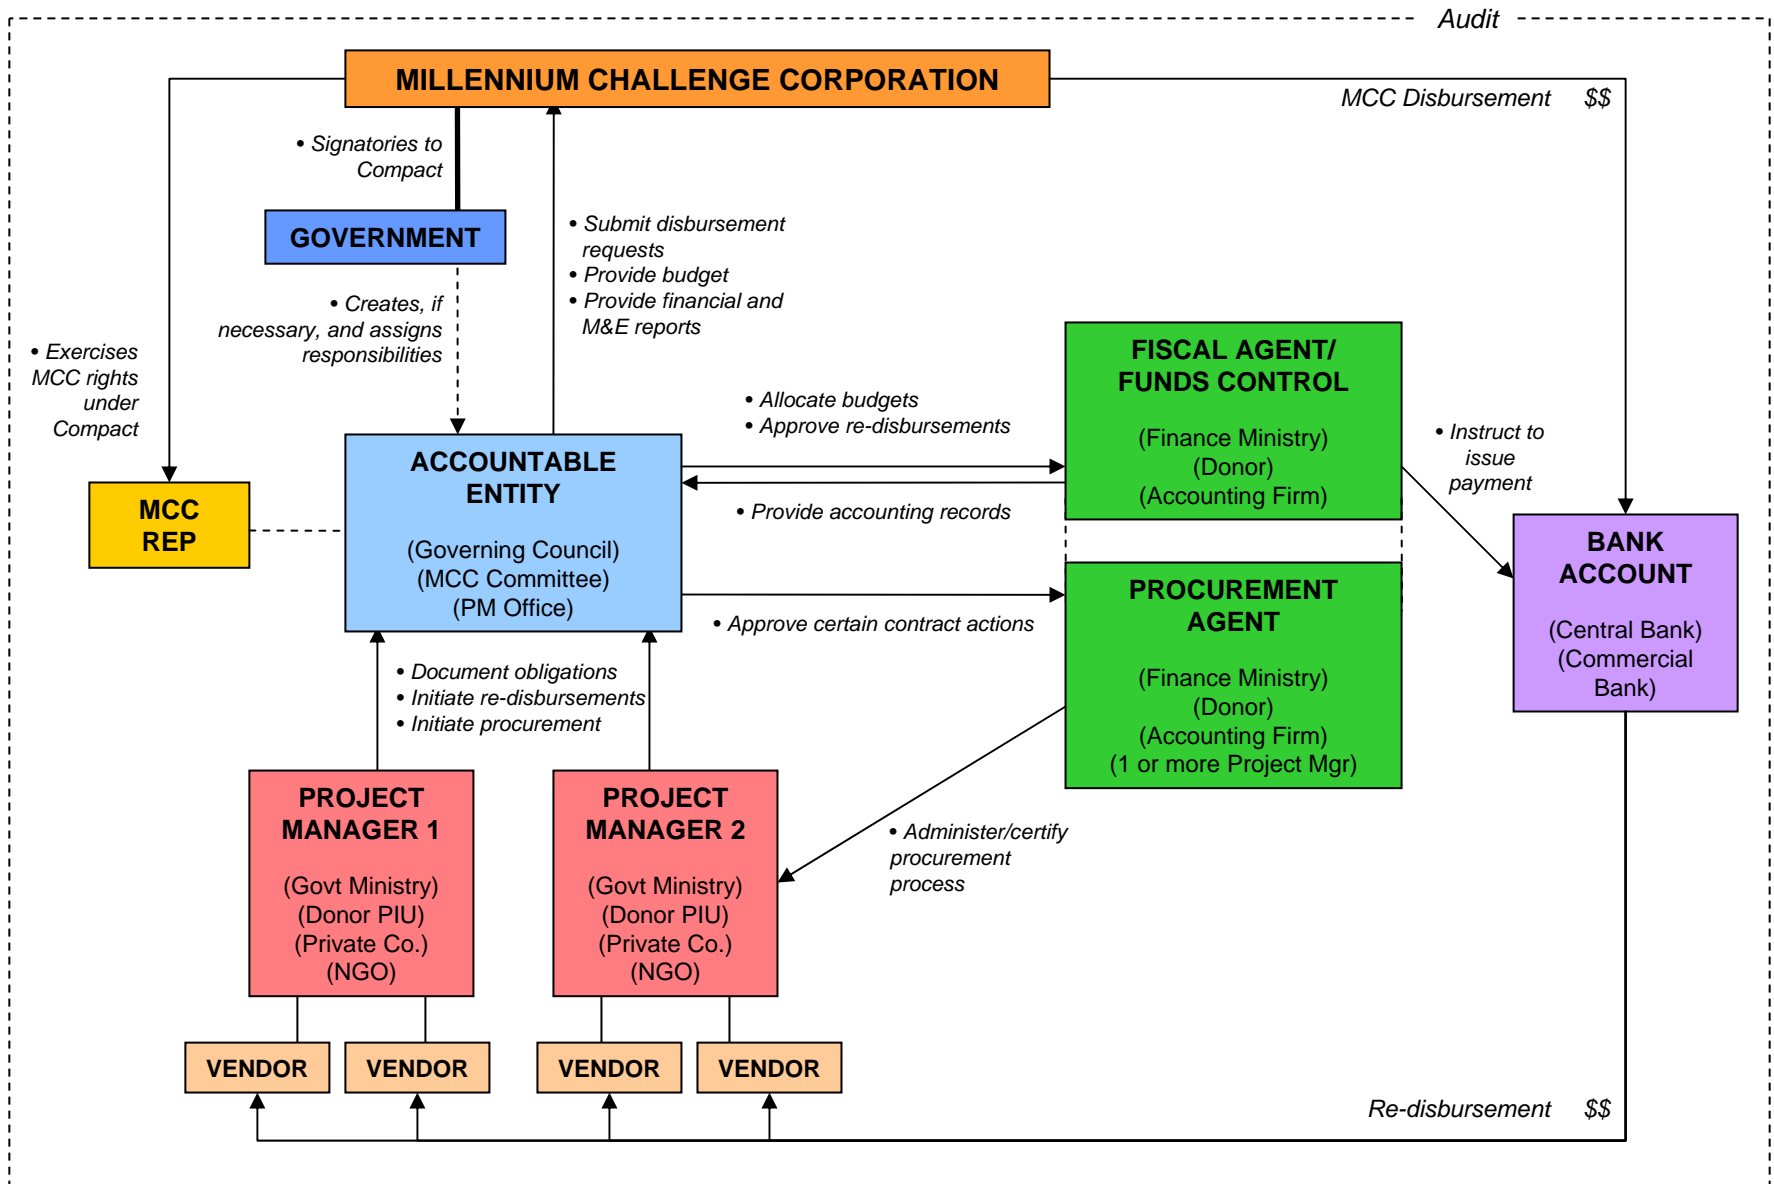 Audit
MILLENNIUM CHALLENGE CORPORATION
MCC Disbursement $$
• Signatories to
Compact
GOVERNMENT
• Submit disbursement
requests
• Provide budget
• Provide financial and
M&E reports
• Creates, if
necessary, and assigns
responsibilities
• Exercises
MCC rights
under
Compact
MCC
REP
ACCOUNTABLE
ENTITY
(Governing Council)
(MCC Committee)
(PM Office)
• Allocate budgets
• Approve re-disbursements
• Provide accounting records
• Approve certain contract actions
FISCAL AGENT/
FUNDS CONTROL
(Finance Ministry)
(Donor)
(Accounting Firm)
• Instruct to
issue
payment
BANK
ACCOUNT
(Central Bank)
(Commercial
Bank)
PROCUREMENT
AGENT
(Finance Ministry)
(Donor)
(Accounting Firm)
(1 or more Project Mgr)
• Document obligations
• Initiate re-disbursements
• Initiate procurement
PROJECT
MANAGER 1
(Govt Ministry)
(Donor PIU)
(Private Co.)
(NGO)
PROJECT
MANAGER 2
(Govt Ministry)
(Donor PIU)
(Private Co.)
(NGO)
• Administer/certify
procurement
process
VENDOR
VENDOR
VENDOR
VENDOR
Re-disbursement $$